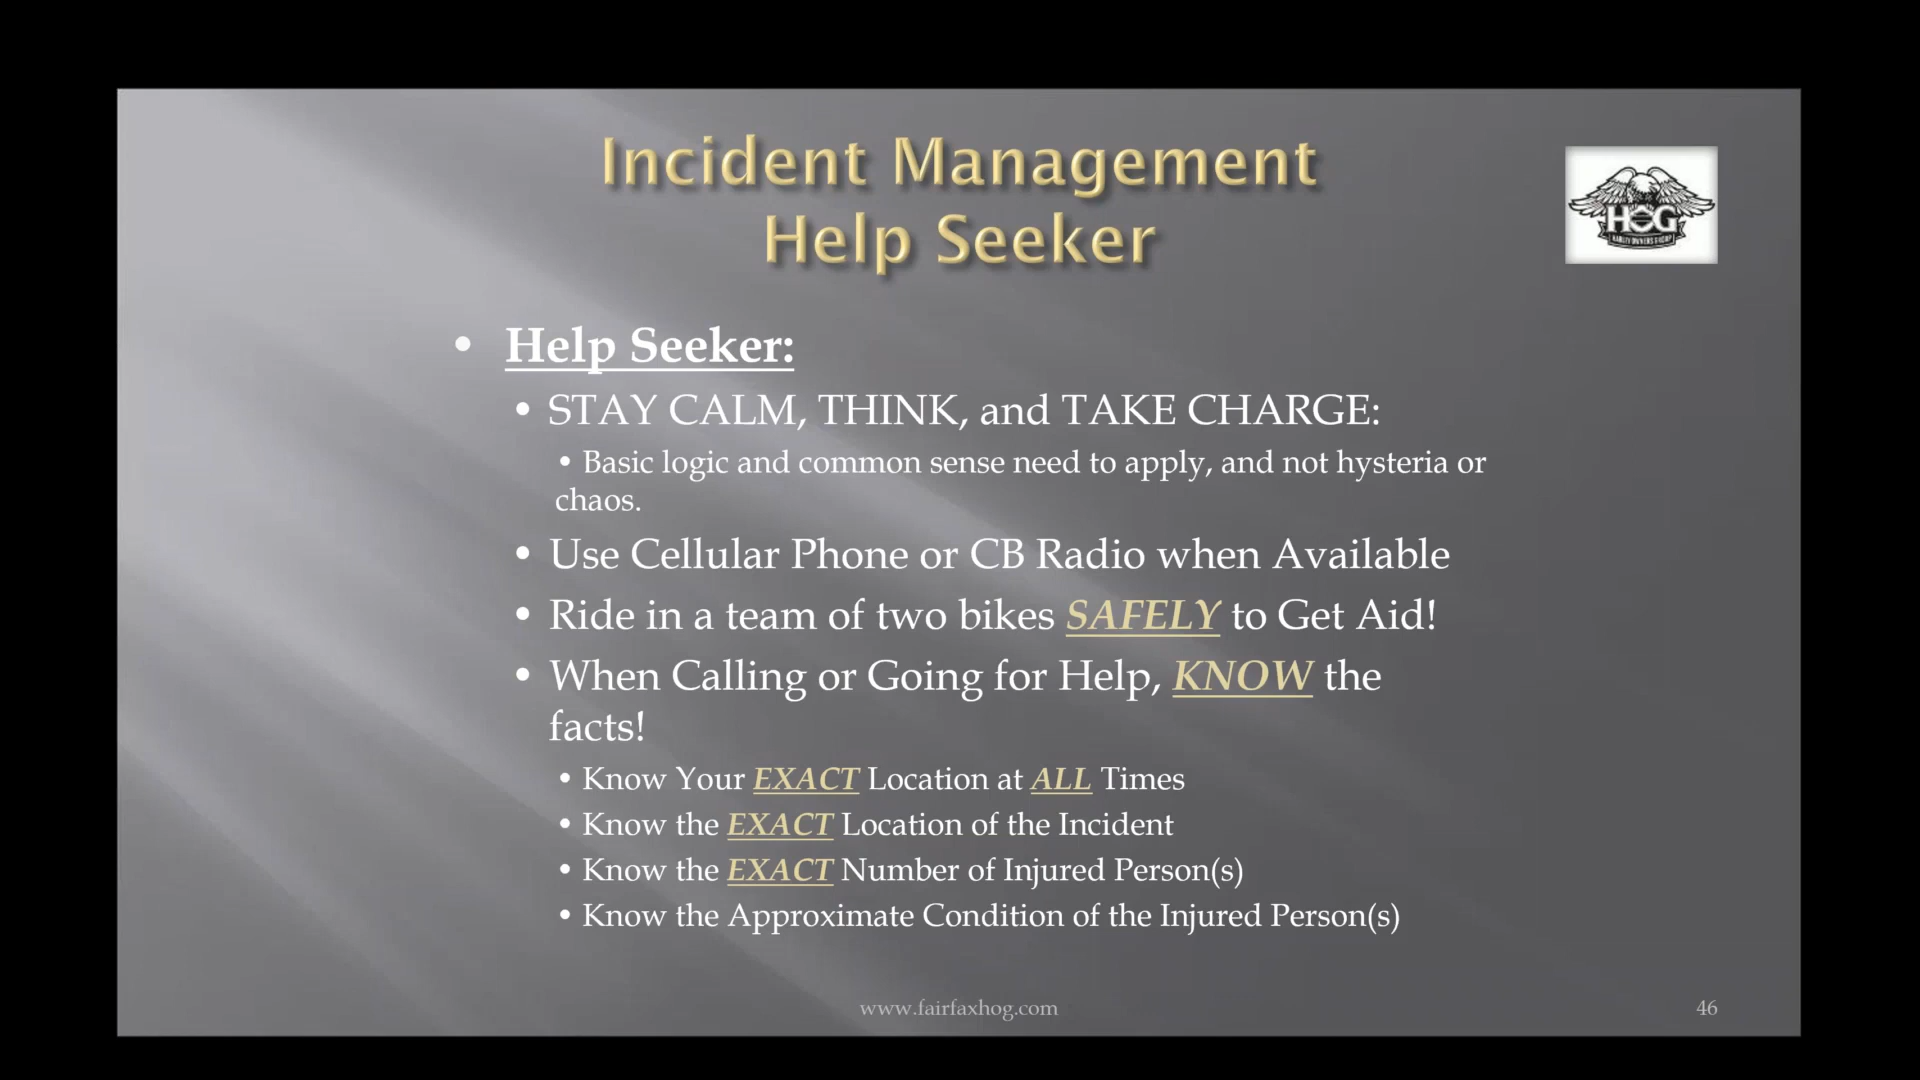 Incident Management
Help Seeker
HOG
HARLEY OWNERS GROUP
• Help Seeker:
• STAY CALM, THINK, and TAKE CHARGE:
• Basic logic and common sense need to apply, and not hysteria or
chaos.
• Use Cellular Phone or CB Radio when Available
• Ride in a team of two bikes SAFELY to Get Aid!
• When Calling or Going for Help, KNOW the
facts!
• Know Your EXACT Location at ALL Times
• Know the EXACT Location of the Incident
• Know the EXACT Number of Injured Person(s)
• Know the Approximate Condition of the Injured Person(s)
www.fairfaxhog.com
46